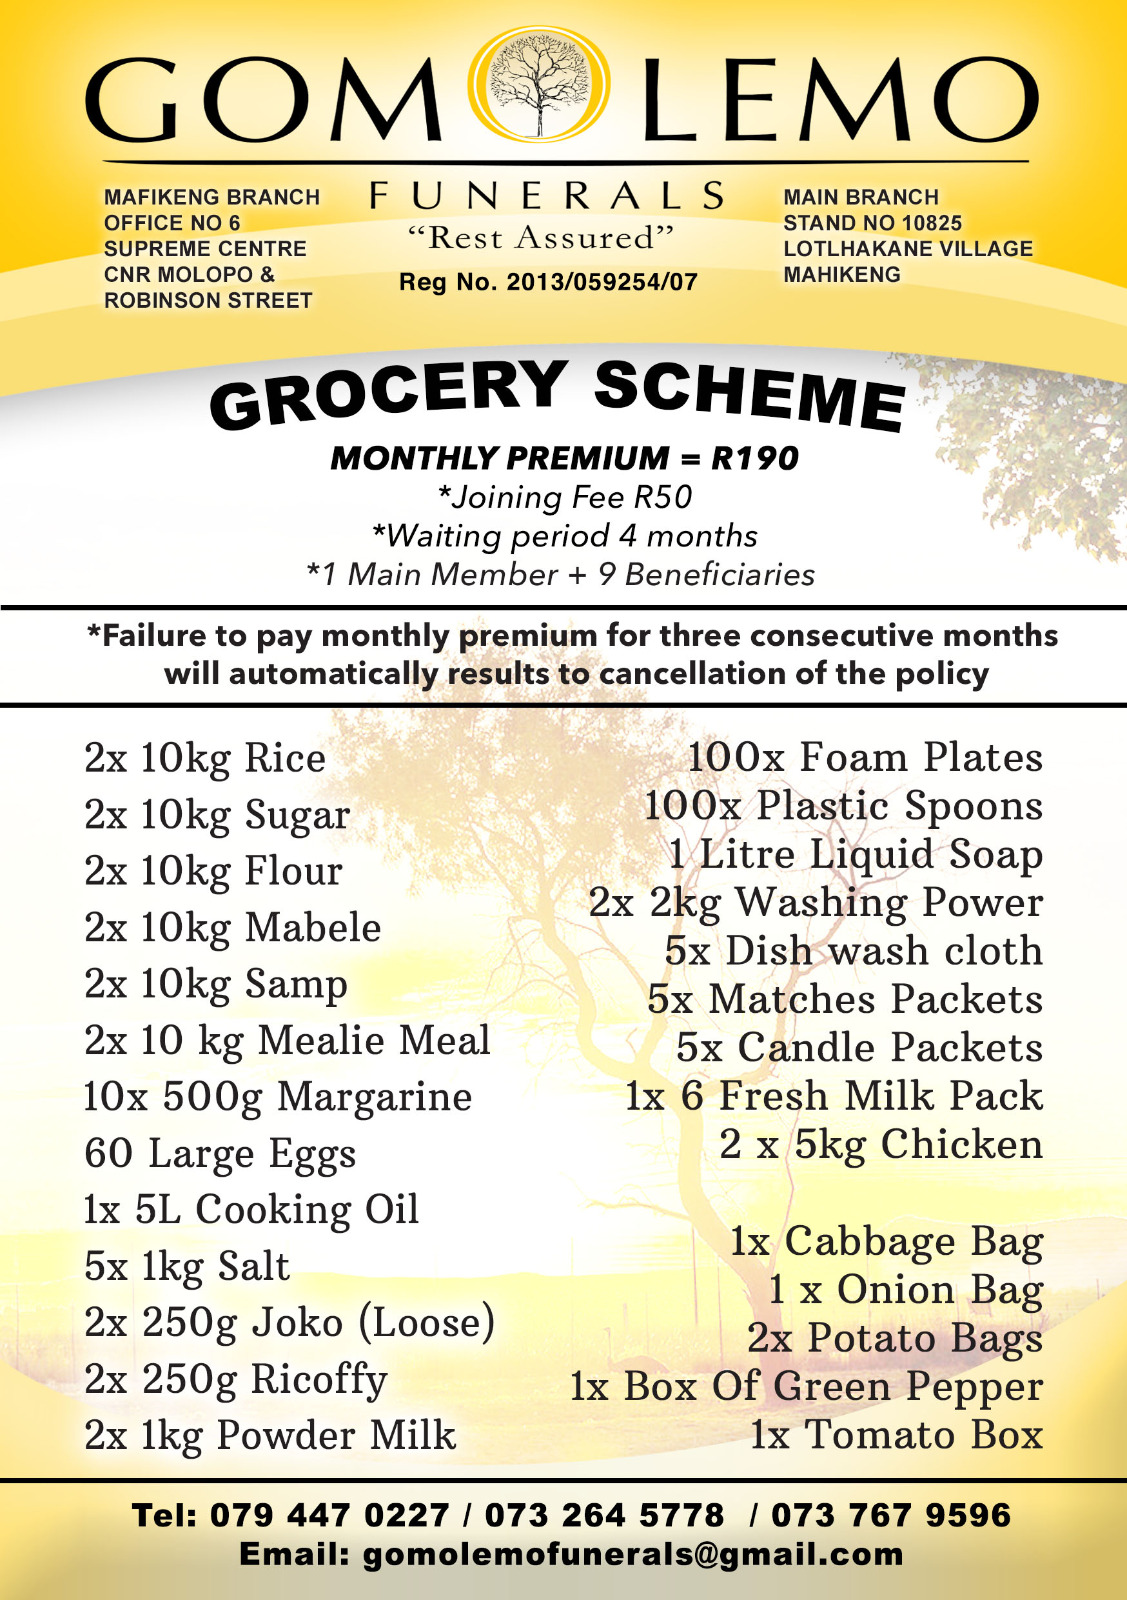 GOMOLEMO
FUNERALS
"Rest Assured"
Reg No. 2013/059254/07
MAFIKENG BRANCH
OFFICE NO 6
SUPREME CENTRE
CNR MOLOPO &
ROBINSON STREET
MAIN BRANCH
STAND NO 10825
LOTLHAKANE VILLAGE
MAHIKENG
GROCERY SCHEME
MONTHLY PREMIUM = R190
*Joining Fee R50
*Waiting period 4 months
*1 Main Member + 9 Beneficiaries
*Failure to pay monthly premium for three consecutive months
will automatically results to cancellation of the policy
2x 10kg Rice
2x 10kg Sugar
2x 10kg Flour
2x 10kg Mabele
2x 10kg Samp
2x 10 kg Mealie Meal
10x 500g Margarine
60 Large Eggs
1x 5L Cooking Oil
5x 1kg Salt
2x 250g Joko (Loose)
2x 250g Ricoffy
2x 1kg Powder Milk
100x Foam Plates
100x Plastic Spoons
1 Litre Liquid Soap
2x 2kg Washing Power
5x Dish wash cloth
5x Matches Packets
5x Candle Packets
1x 6 Fresh Milk Pack
2 x 5kg Chicken
1x Cabbage Bag
1 x Onion Bag
2x Potato Bags
1x Box Of Green Pepper
1x Tomato Box
Tel: 079 447 0227 / 073 264 5778 / 073 767 9596
Email: gomolemofunerals@gmail.com